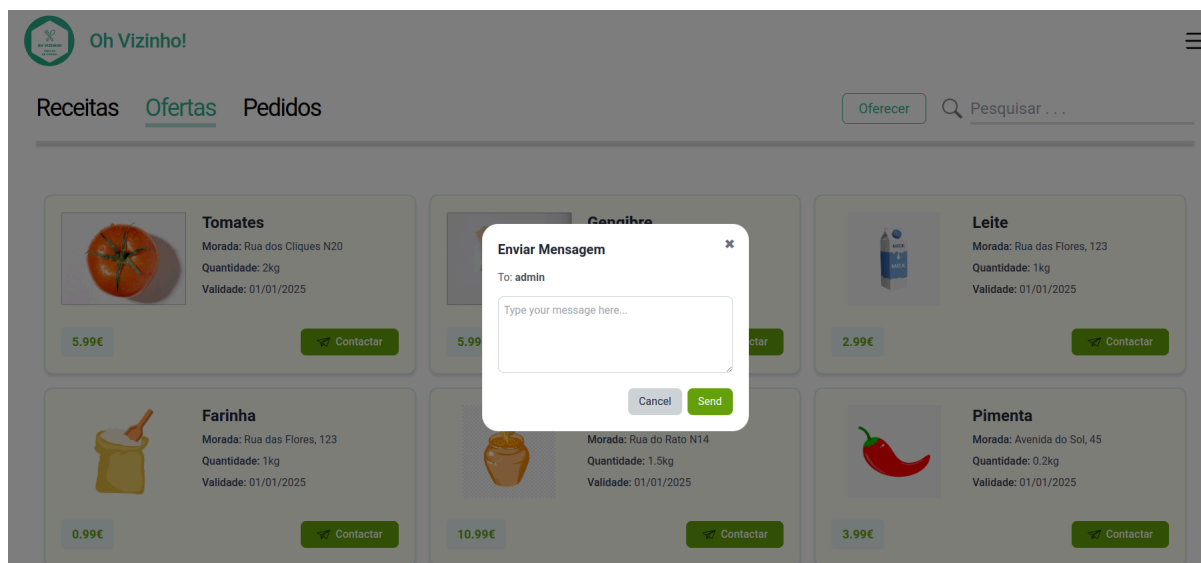 Oh Vizinho!
Receitas Ofertas Pedidos
Oferecer
Pesquisar . . .
Tomates
Morada: Rua dos Cliques N20
Quantidade: 2kg
Validade: 01/01/2025
5.99€
Contactar
Gengibre
5.99
ctar
Leite
Morada: Rua das Flores, 123
Quantidade: 1kg
Validade: 01/01/2025
2.99€
Contactar
Enviar Mensagem
To: admin
Type your message here...
Cancel
Send
Farinha
Morada: Rua das Flores, 123
Quantidade: 1kg
Validade: 01/01/2025
0.99€
Contactar
Morada: Rua do Rato N14
Quantidade: 1.5kg
Validade: 01/01/2025
10.99€
Contactar
Pimenta
Morada: Avenida do Sol, 45
Quantidade: 0.2kg
Validade: 01/01/2025
3.99€
Contactar